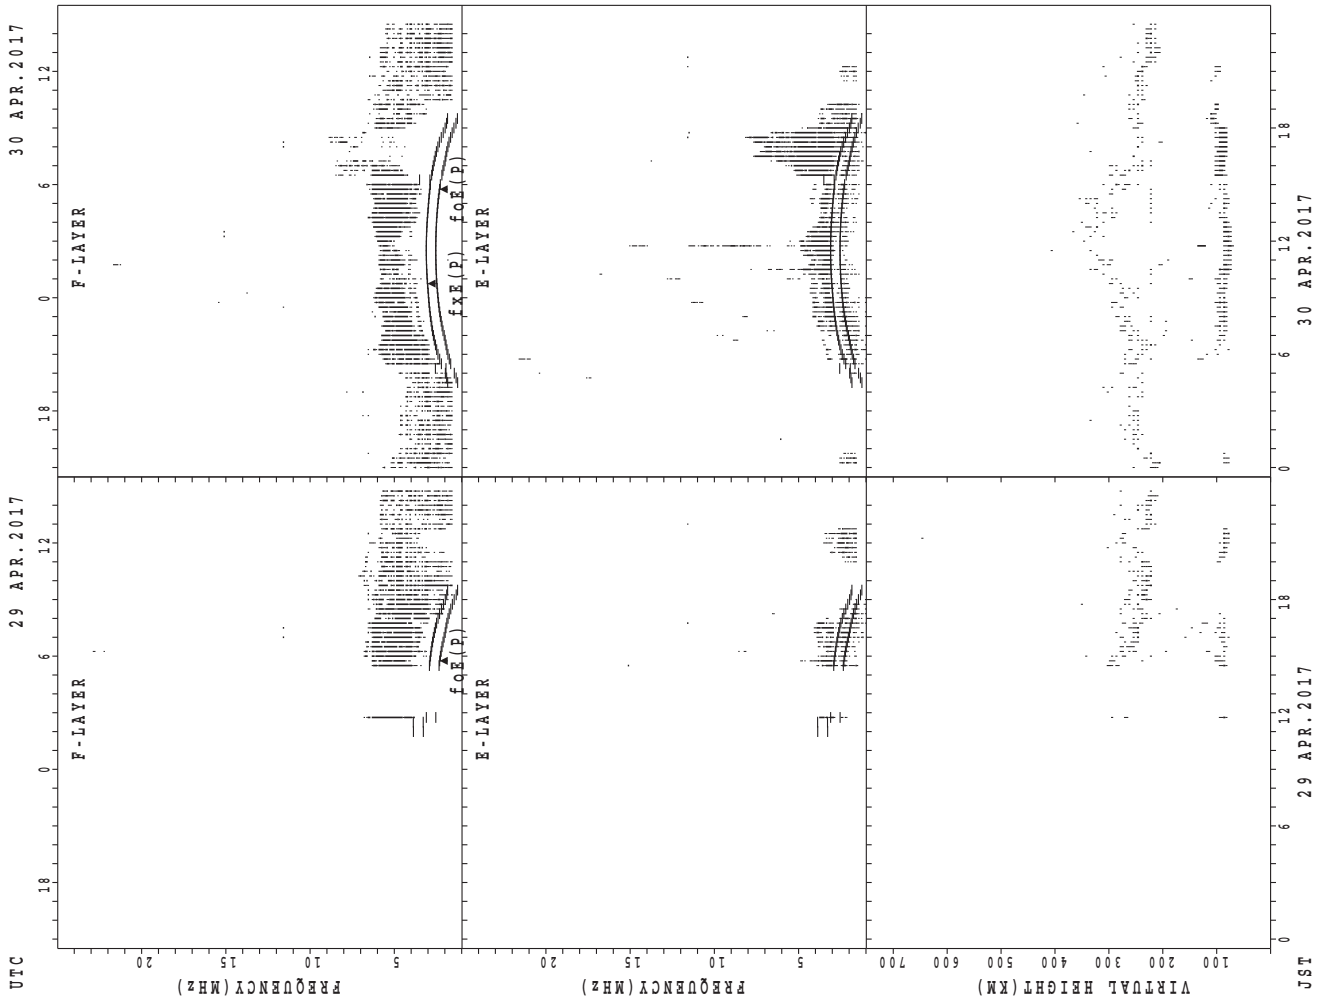 UTC
18
0
6
29 APR.2017
12
18
0
6
30 APR.2017
12
FREQUENCY(MHz)
20
15
10
5
F-LAYER
foE(P)
F-LAYER
fxE(P)
foE(P)
FREQUENCY(MHz)
20
15
10
5
E-LAYER
E-LAYER
VIRTUAL HEIGHT(KM)
700
600
500
400
300
200
100
0
6
12
18
0
6
12
18
JST
29 APR.2017
30 APR.2017